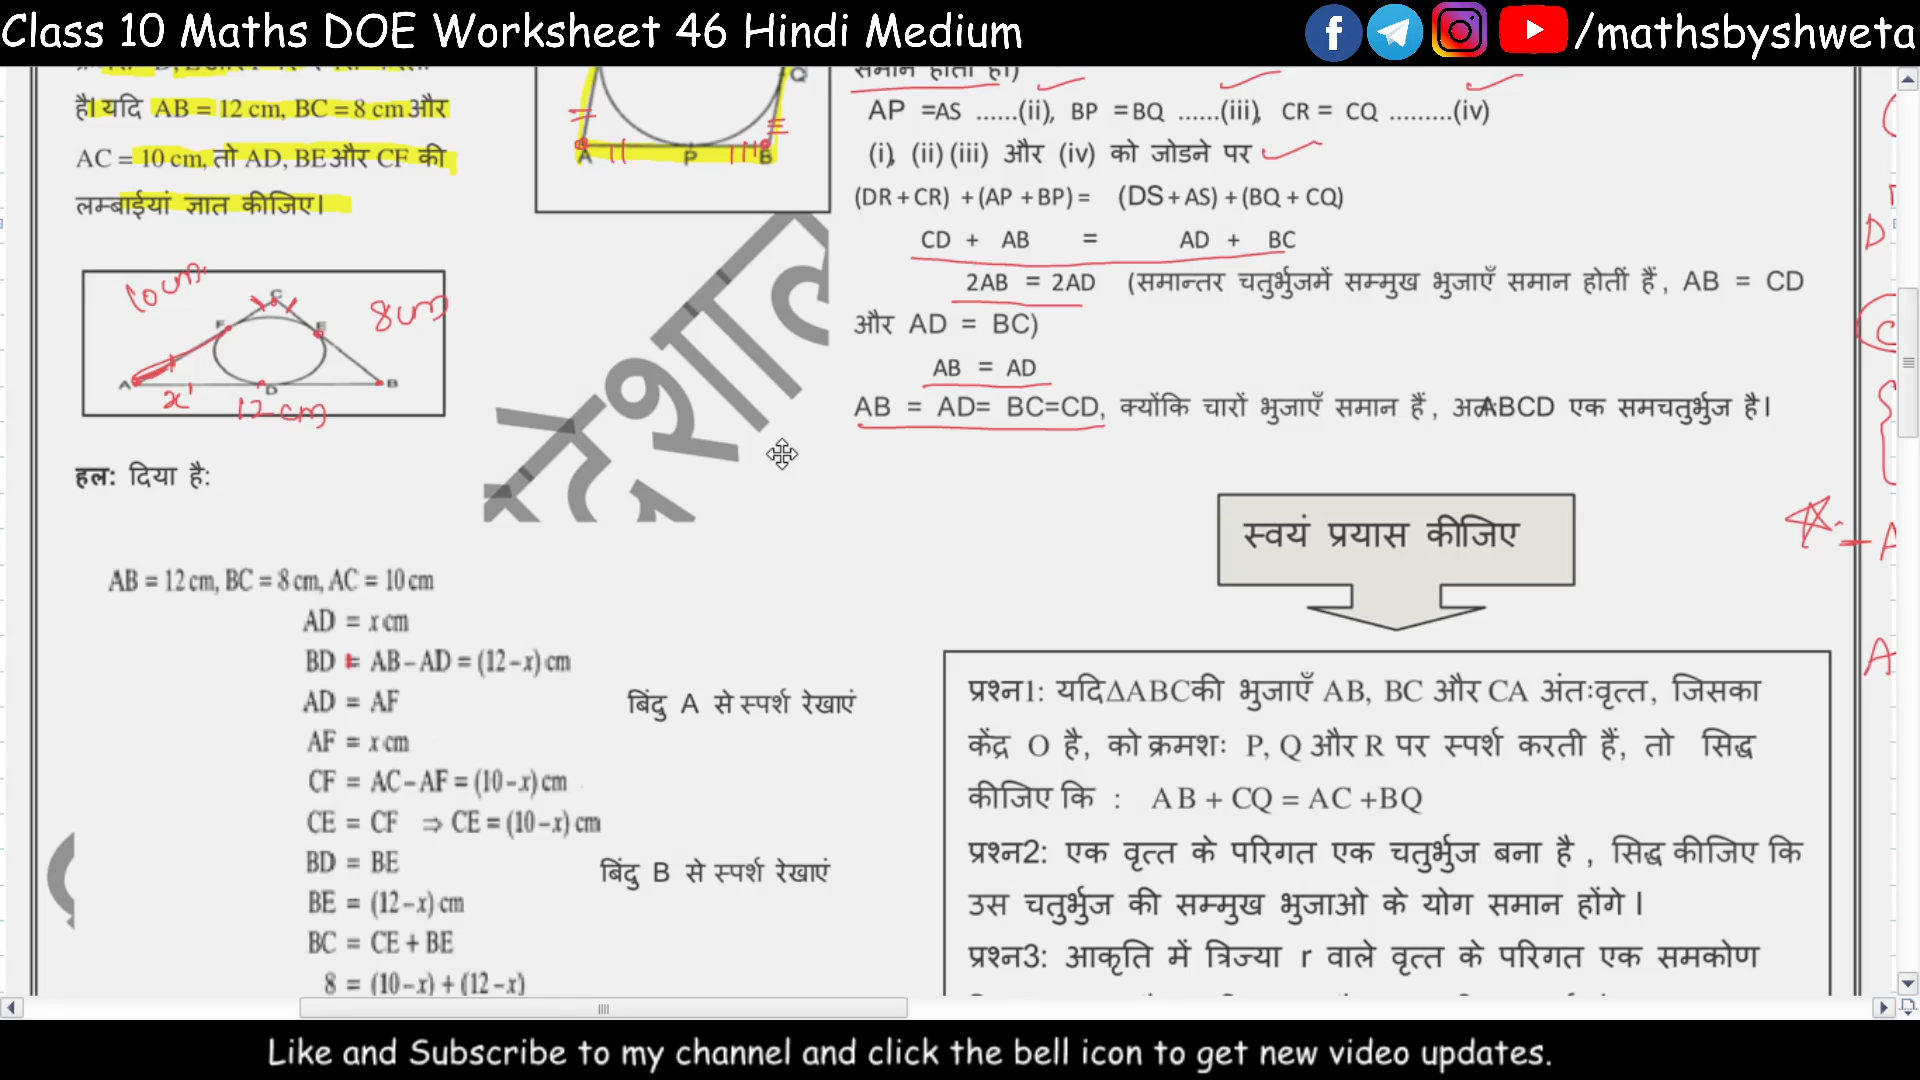 Class 10 Maths DOE Worksheet 46 Hindi Medium
/mathsbyshweta
है। यदि AB = 12 cm, BC = 8 cm और
AC = 10 cm, तो AD, BE और CF की
लम्बाईयां ज्ञात कीजिए।
A P B Q
10 cm
8 cm
C
F E
A D B
x
12 cm
हल: दिया है:
AB = 12 cm, BC = 8 cm, AC = 10 cm
AD = x cm
BD = AB – AD = (12 – x) cm
AD = AF बिंदु A से स्पर्श रेखाएं
AF = x cm
CF = AC – AF = (10 – x) cm
CE = CF ⇒ CE = (10 – x) cm
BD = BE बिंदु B से स्पर्श रेखाएं
BE = (12 – x) cm
BC = CE + BE
8 = (10 – x) + (12 – x)
समान होती है।)
AP =AS ......(ii), BP =BQ ......(iii), CR = CQ .........(iv)
(i), (ii) (iii) और (iv) को जोडने पर
(DR + CR) + (AP + BP) = (DS + AS) + (BQ + CQ)
CD + AB = AD + BC
2AB = 2AD (समान्तर चतुर्भुजमें सम्मुख भुजाएँ समान होतीं हैं, AB = CD
और AD = BC)
AB = AD
AB = AD= BC=CD, क्योंकि चारों भुजाएँ समान हैं, अतः ABCD एक समचतुर्भुज है।
स्वयं प्रयास कीजिए
प्रश्न1: यदि ΔABC की भुजाएँ AB, BC और CA अंतःवृत्त, जिसका
केंद्र O है, को क्रमशः P, Q और R पर स्पर्श करती हैं, तो सिद्ध
कीजिए कि : AB + CQ = AC +BQ
प्रश्न2: एक वृत्त के परिगत एक चतुर्भुज बना है , सिद्ध कीजिए कि
उस चतुर्भुज की सम्मुख भुजाओ के योग समान होंगे।
प्रश्न3: आकृति में त्रिज्या r वाले वृत्त के परिगत एक समकोण
D
C
A
A
Like and Subscribe to my channel and click the bell icon to get new video updates.